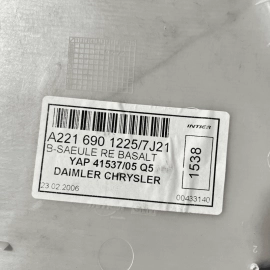 A221 690 1225/7J21
B-SAEULE RE BASALT
YAP 41537/05 Q5
DAIMLER CHRYSLER
23.02.2006
INTIER
1538
00433140
2